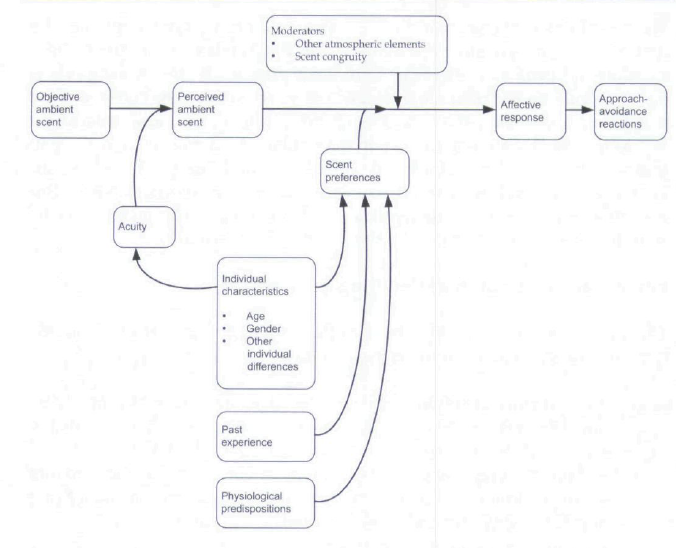 Moderators
• Other atmospheric elements
• Scent congruity
Objective
ambient
scent
Perceived
ambient
scent
Affective
response
Approach-
avoidance
reactions
Scent
preferences
Acuity
Individual
characteristics
• Age
• Gender
• Other
individual
differences
Past
experience
Physiological
predispositions